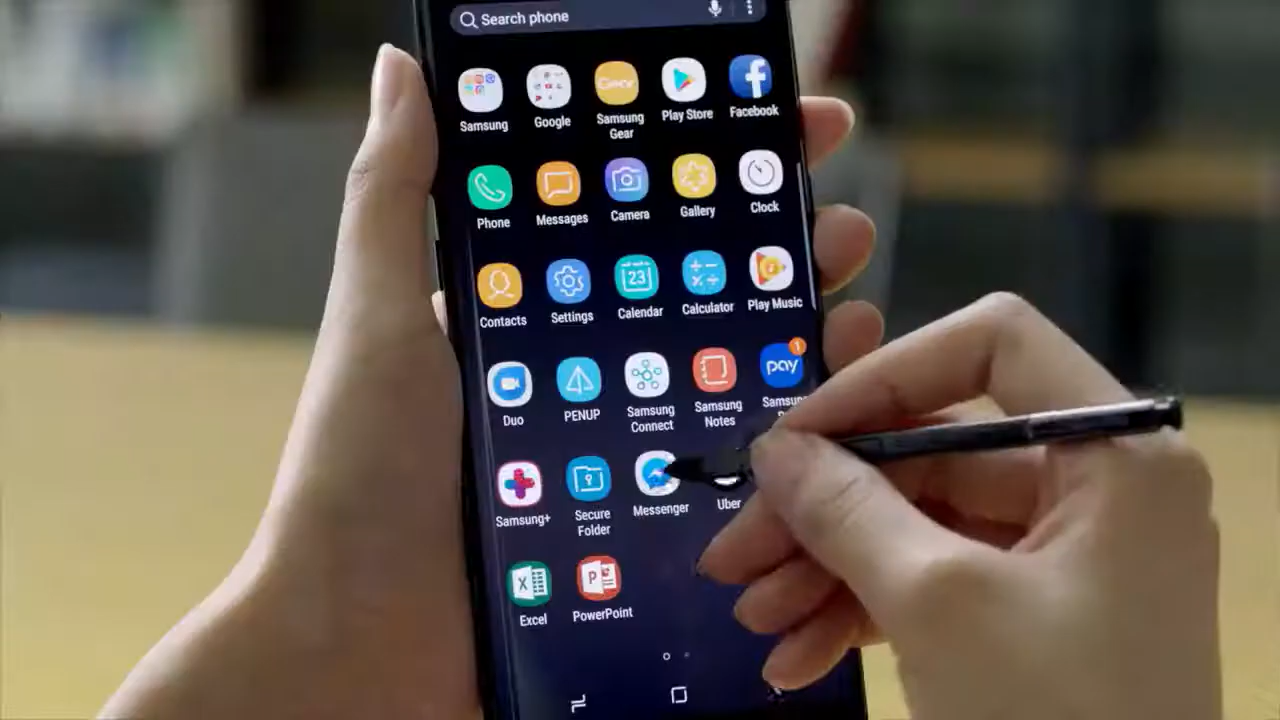 Search phone
Samsung
Google
Gear
Samsung
Gear
Play Store
Facebook
Phone
Messages
Camera
Gallery
Clock
Contacts
Settings
23
Calendar
Calculator
Play Music
Duo
PENUP
Samsung
Connect
Samsung
Notes
1
pay
Samsung+
Secure
Folder
Messenger
Uber
X
Excel
P
PowerPoint